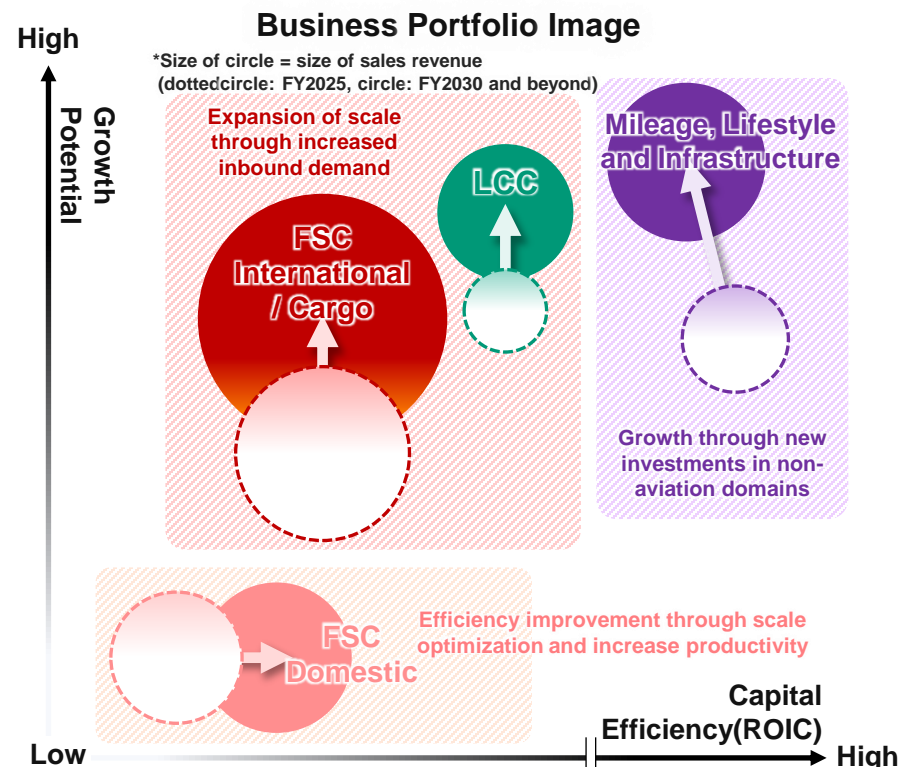 Business Portfolio Image
High
*Size of circle = size of sales revenue
(dottedcircle: FY2025, circle: FY2030 and beyond)
Growth
Potential
Expansion of scale
through increased
inbound demand
Mileage, Lifestyle
and Infrastructure
LCC
FSC
International
/ Cargo
Growth through new
investments in non-
aviation domains
Efficiency improvement through scale
optimization and increase productivity
FSC
Domestic
Capital
Efficiency(ROIC)
Low
High